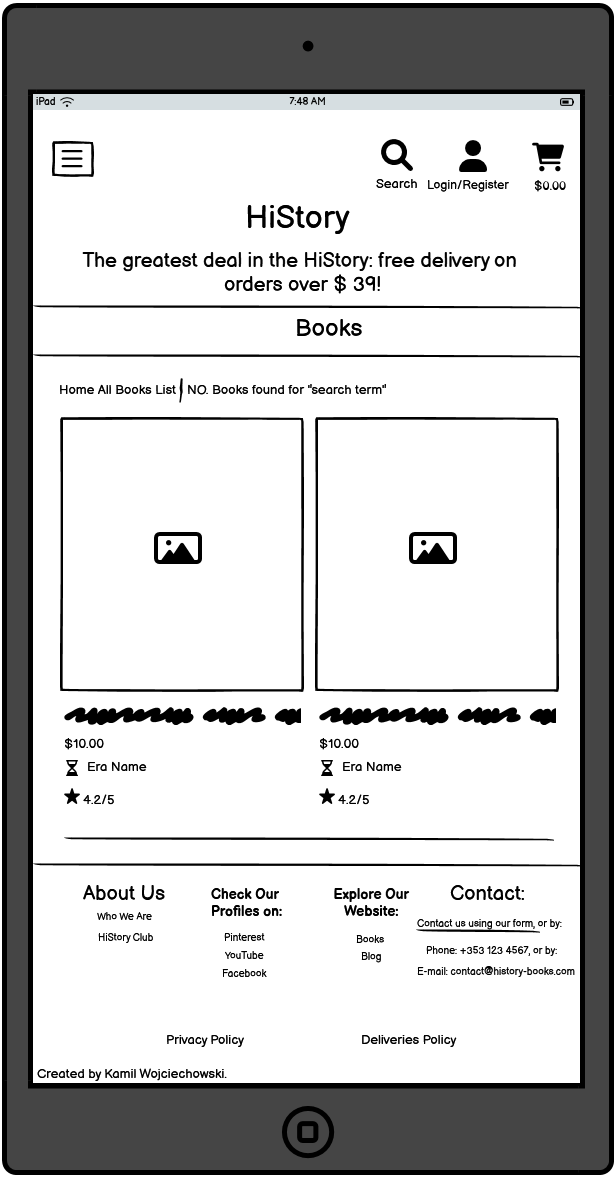 iPad 7:48 AM
Search Login/Register $0.00
HiStory
The greatest deal in the HiStory: free delivery on
orders over $ 39!
Books
Home All Books List NO. Books found for "search term"
$10.00 $10.00
Era Name Era Name
4.2/5 4.2/5
About Us
Who We Are
HiStory Club
Check Our
Profiles on:
Pinterest
YouTube
Facebook
Explore Our
Website:
Books
Blog
Contact:
Contact us using our form, or by:
Phone: +353 123 4567, or by:
E-mail: contact@history-books.com
Privacy Policy Deliveries Policy
Created by Kamil Wojciechowski.